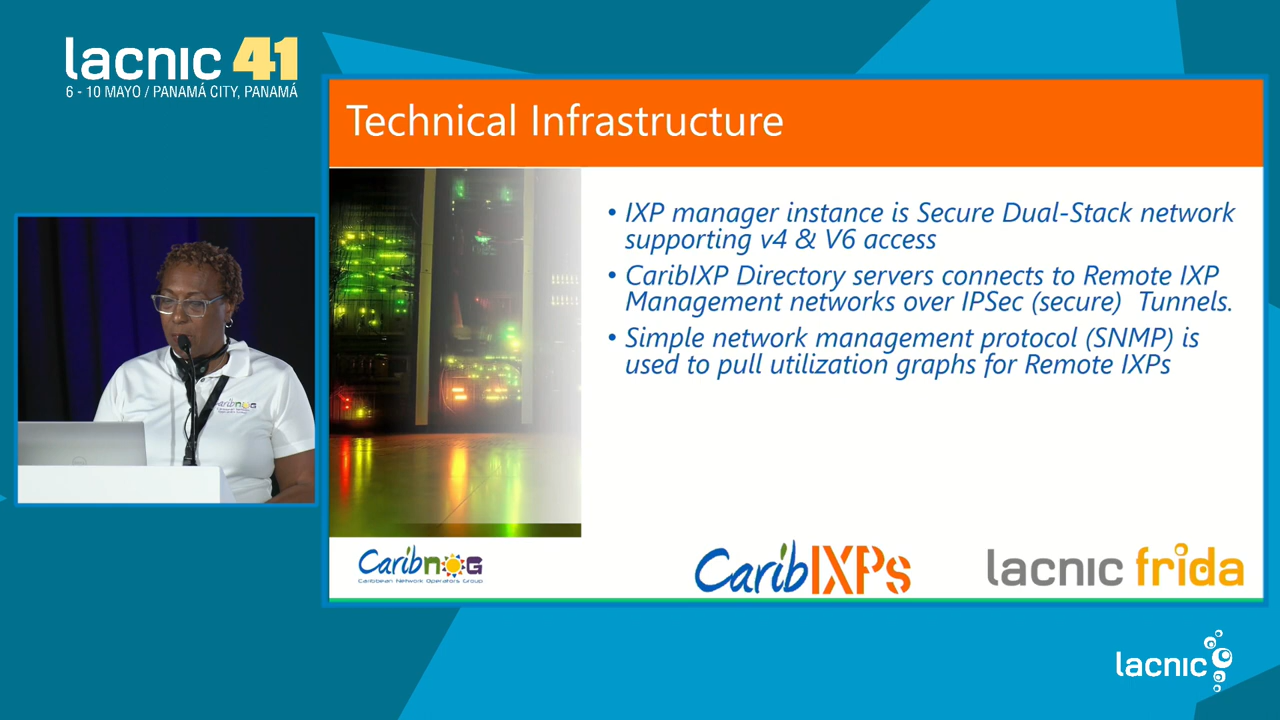 lacnic 41
6 - 10 MAYO / PANAMÁ CITY, PANAMÁ
Technical Infrastructure
• IXP manager instance is Secure Dual-Stack network
supporting v4 & V6 access
• CaribIXP Directory servers connects to Remote IXP
Management networks over IPSec (secure) Tunnels.
• Simple network management protocol (SNMP) is
used to pull utilization graphs for Remote IXPs
CaribNOG
Caribbean Network Operators Group
CaribIXPs
lacnic frida
CaribNOG
lacnic